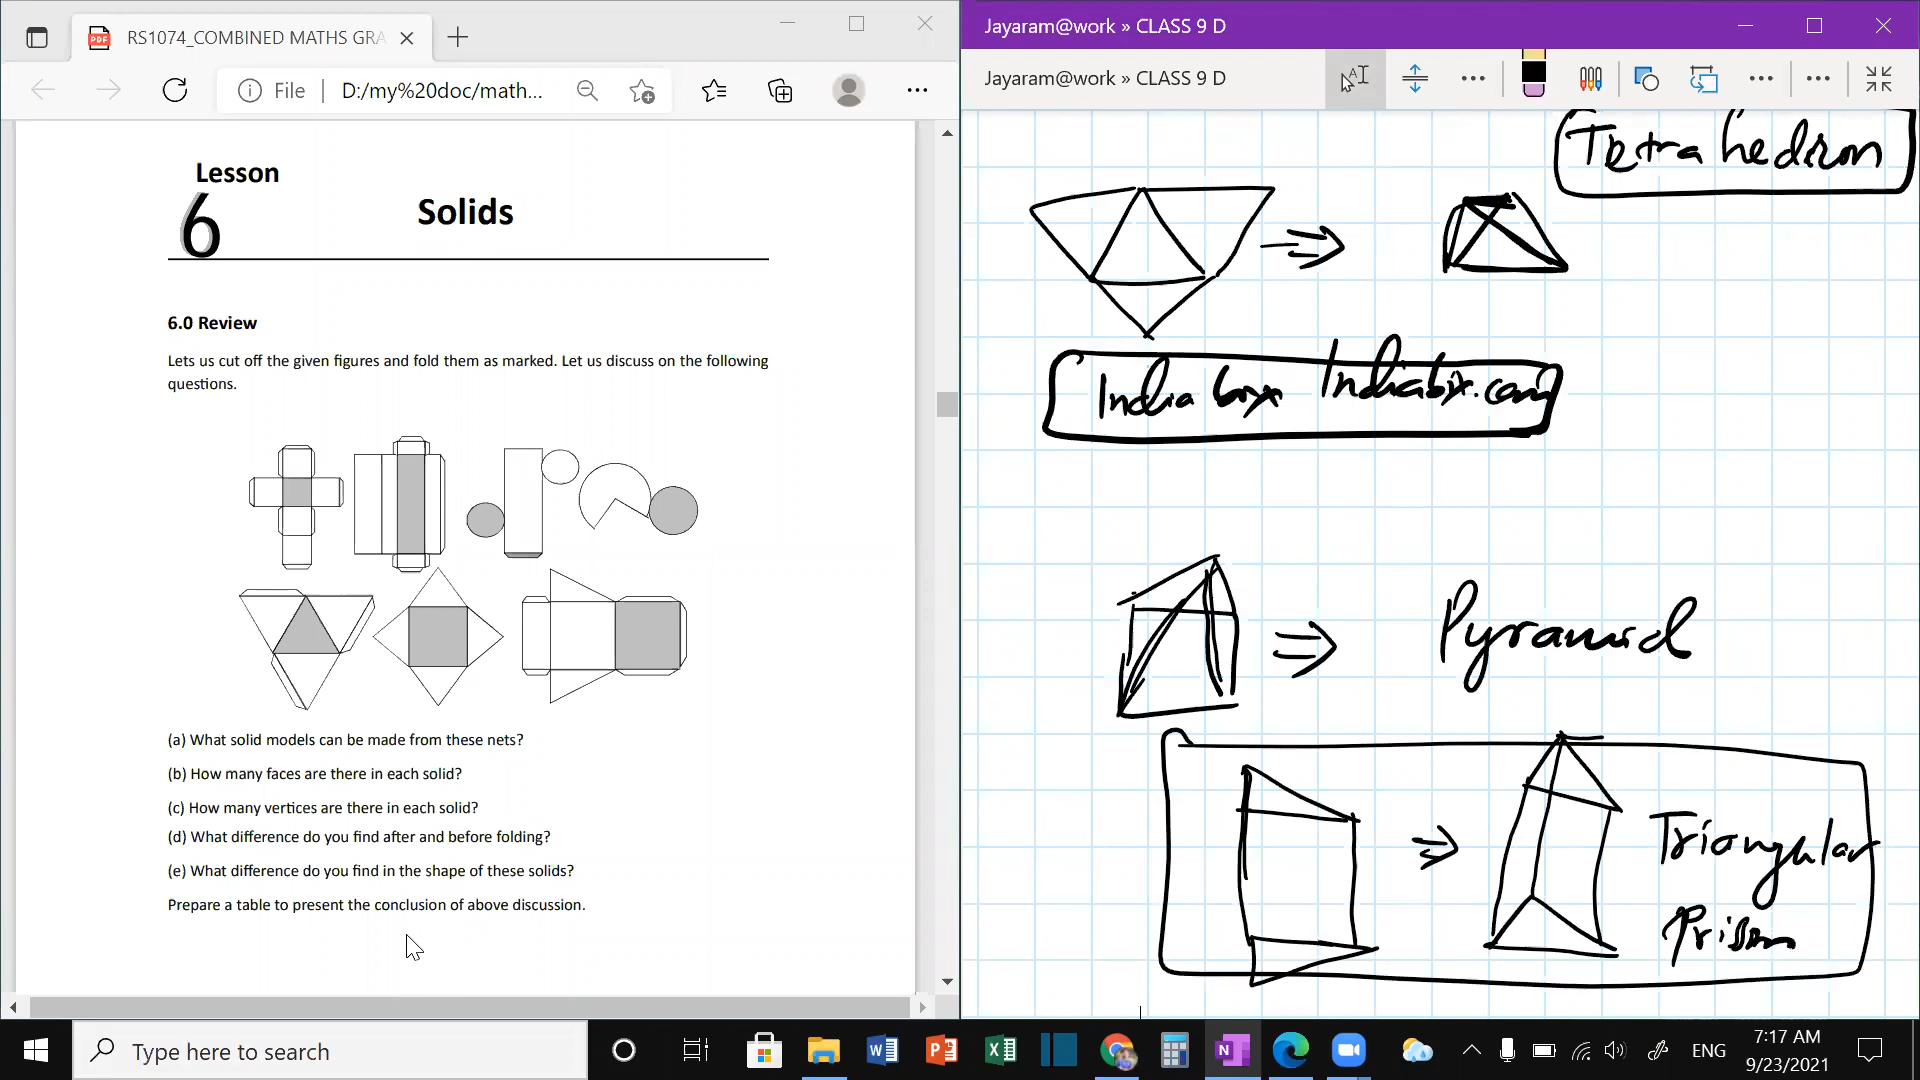 RS1074_COMBINED MATHS GRA
File
D:/my%20doc/math...
Lesson
6
Solids
6.0 Review
Lets us cut off the given figures and fold them as marked. Let us discuss on the following
questions.
(a) What solid models can be made from these nets?
(b) How many faces are there in each solid?
(c) How many vertices are there in each solid?
(d) What difference do you find after and before folding?
(e) What difference do you find in the shape of these solids?
Prepare a table to present the conclusion of above discussion.
Jayaram@work » CLASS 9 D
Jayaram@work » CLASS 9 D
Tetra hedron
India bix Indiabix.com
Pyramid
Triangular
Prism
Type here to search
ENG
7:17 AM
9/23/2021